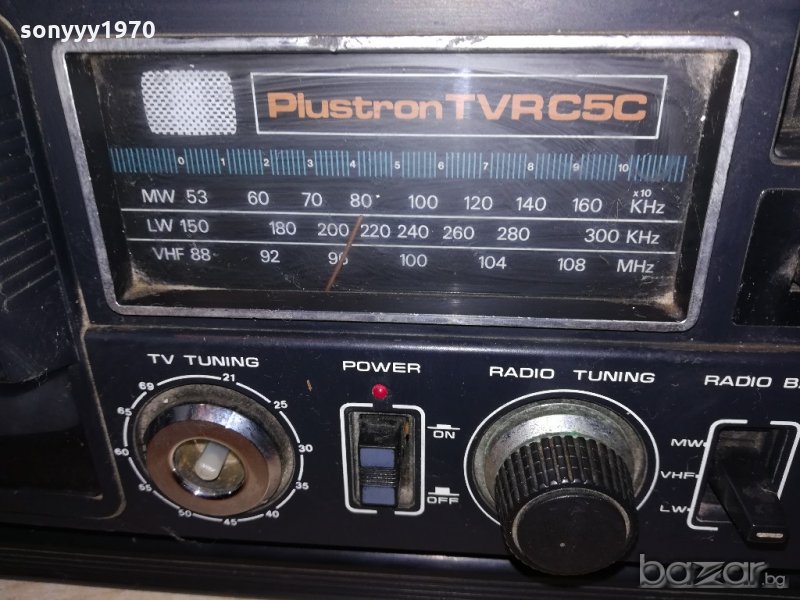 sonyyy1970
Plustron TVRC5C
0 1 2 3 4 5 6 7 8 9 10
MW 53 60 70 80 100 120 140 160 x10 KHz
LW 150 180 200 220 240 260 280 300 KHz
VHF 88 92 96 100 104 108 MHz
TV TUNING
POWER
RADIO TUNING
RADIO
69 21 25 30 35 40 45 50 55 60 65
ON
OFF
MW
VHF
LW
bazar.bg